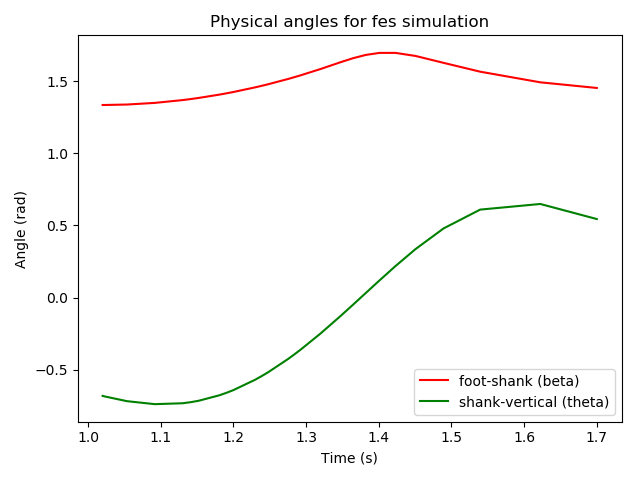 Physical angles for fes simulation
Angle (rad)
1.5
1.0
0.5
0.0
−0.5
1.0 1.1 1.2 1.3 1.4 1.5 1.6 1.7
Time (s)
foot-shank (beta)
shank-vertical (theta)